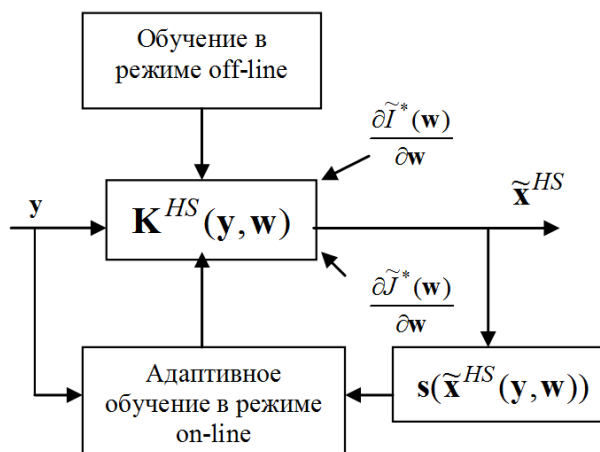 Обучение в
режиме off-line
∂Ĩ*(w)
∂w
x̃^HS
y
K^HS(y,w)
∂J̃*(w)
∂w
Адаптивное
обучение в режиме
on-line
s(x̃^HS(y,w))